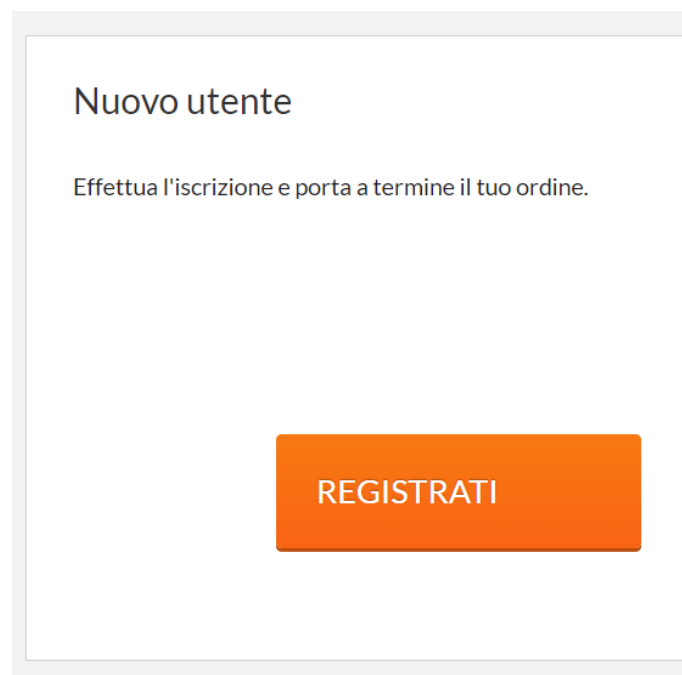 Nuovo utente
Effettua l'iscrizione e porta a termine il tuo ordine.
REGISTRATI